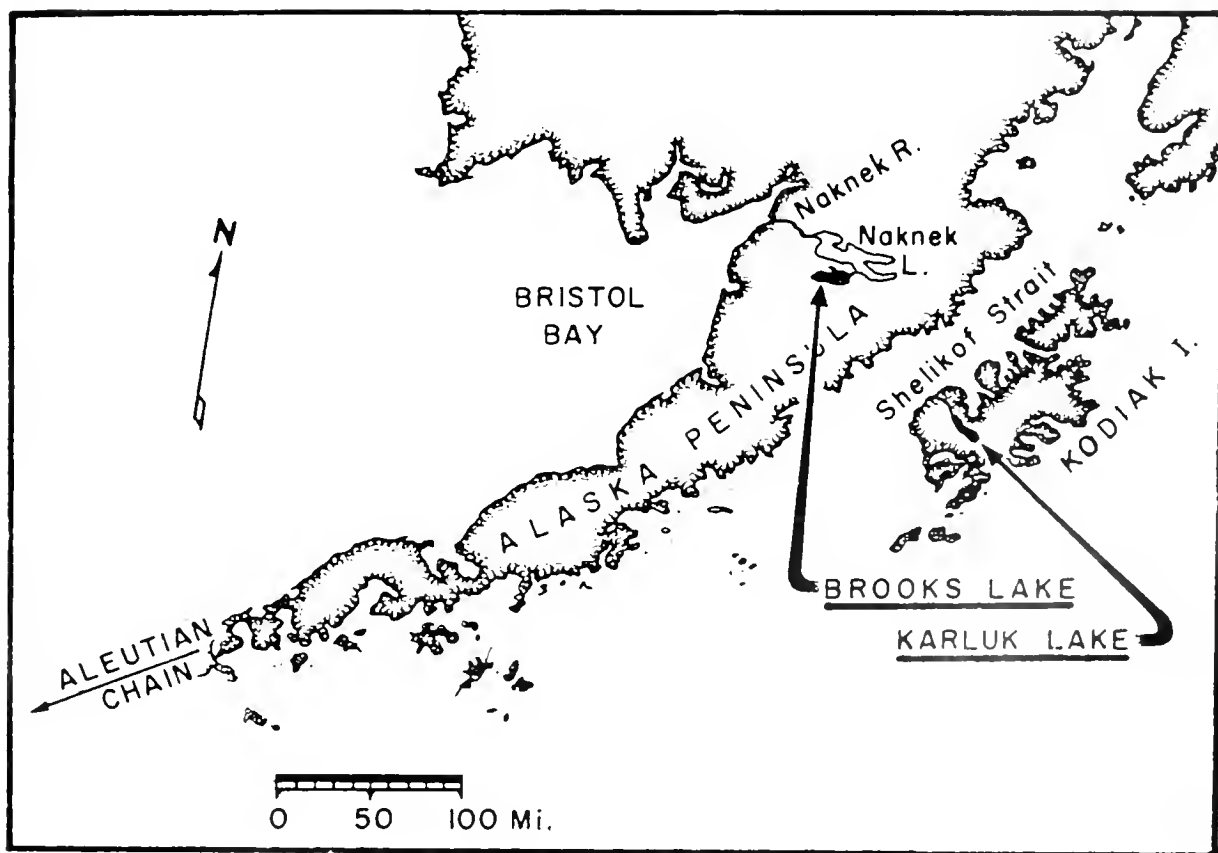 N
Naknek R.
Naknek
L.
BRISTOL
BAY
Shelikof Strait
KODIAK I.
ALASKA PENINSULA
BROOKS LAKE
KARLUK LAKE
ALEUTIAN
CHAIN
0 50 100 Mi.